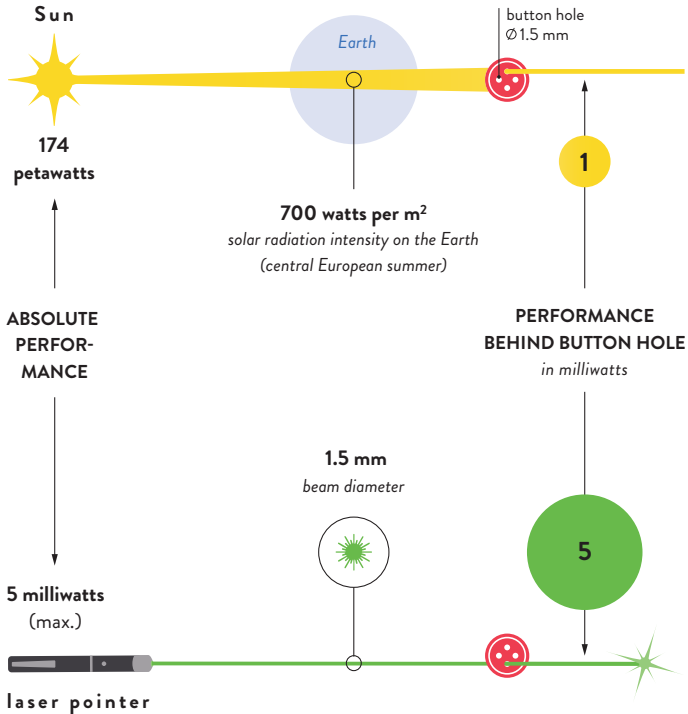 Sun
button hole
Ø 1.5 mm
Earth
174
petawatts
1
700 watts per m²
solar radiation intensity on the Earth
(central European summer)
ABSOLUTE
PERFOR-
MANCE
PERFORMANCE
BEHIND BUTTON HOLE
in milliwatts
1.5 mm
beam diameter
5
5 milliwatts
(max.)
laser pointer